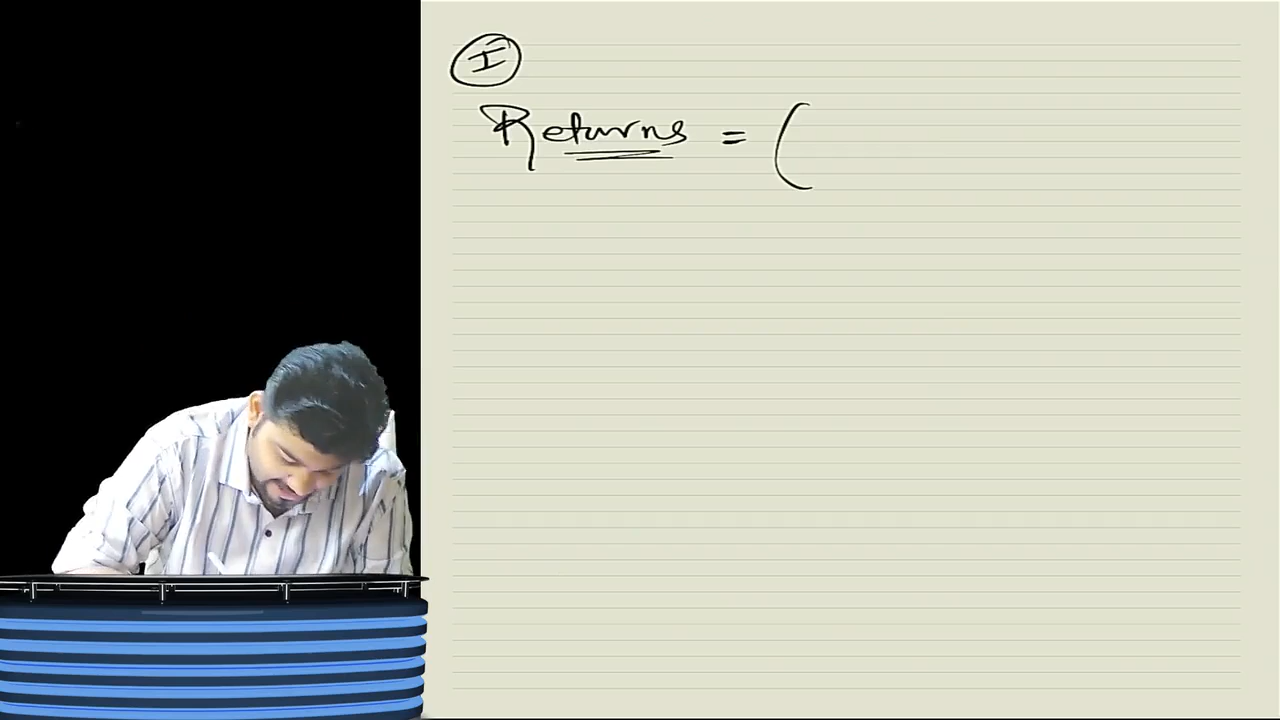 I
Returns = (